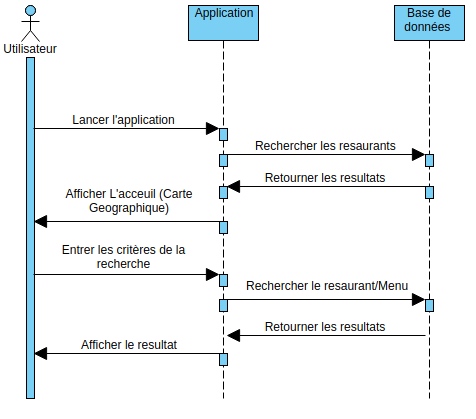 Application
Base de
données
Utilisateur
Lancer l'application
Rechercher les resaurants
Retourner les resultats
Afficher L'acceuil (Carte
Geographique)
Entrer les critères de la
recherche
Rechercher le resaurant/Menu
Retourner les resultats
Afficher le resultat